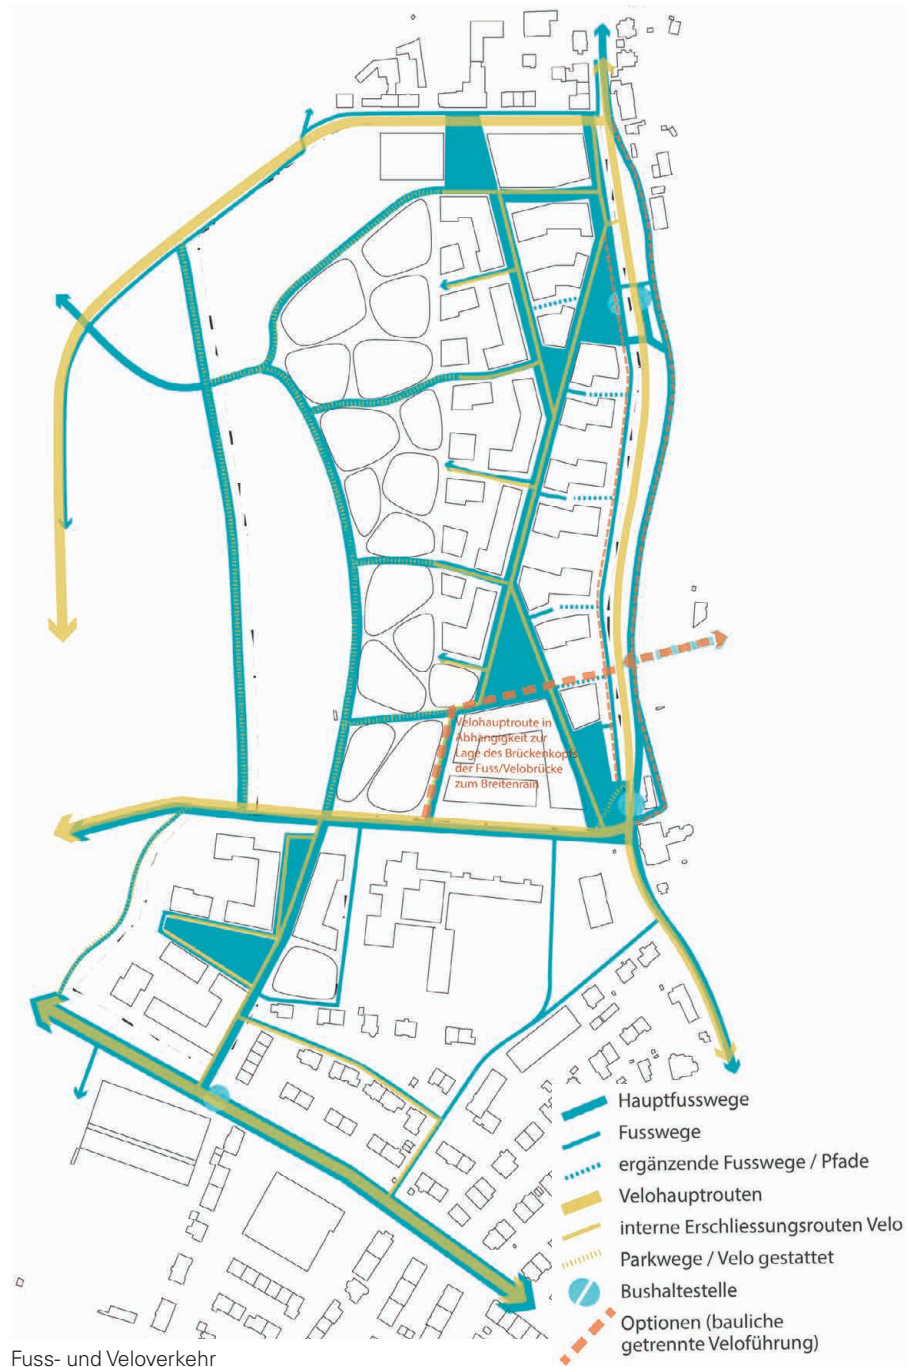 Velohauptroute in
Abhängigkeit zur
Lage des Brückenkopfs
der Fuss/Velobrücke
zum Breitenrain
Hauptfusswege
Fusswege
ergänzende Fusswege / Pfade
Velohauptrouten
interne Erschliessungsrouten Velo
Parkwege / Velo gestattet
Bushaltestelle
Optionen (bauliche
getrennte Veloführung)
Fuss- und Veloverkehr